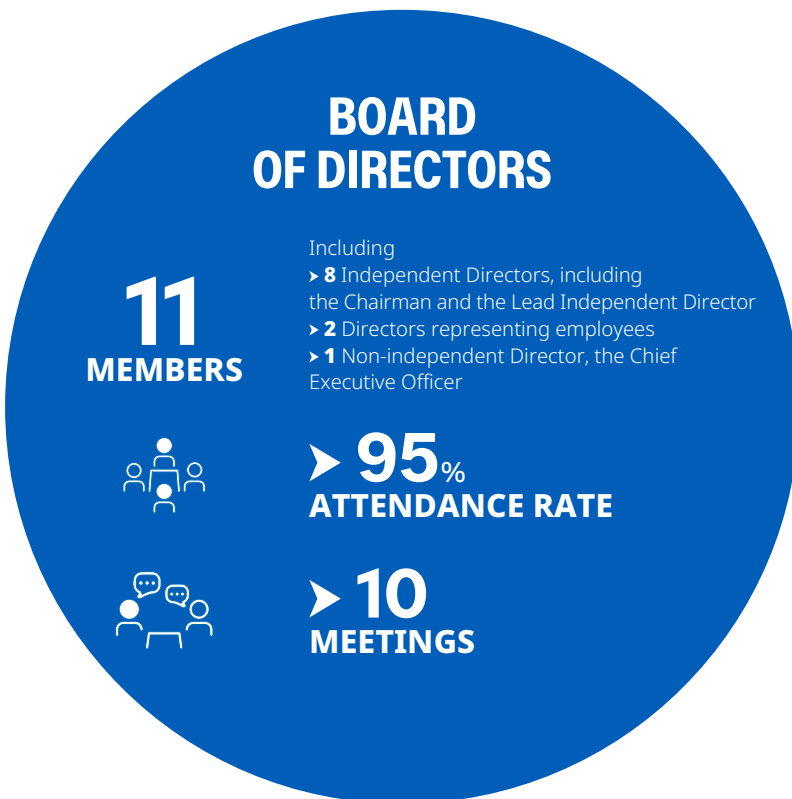 BOARD
OF DIRECTORS
11
MEMBERS
Including
➤ 8 Independent Directors, including
the Chairman and the Lead Independent Director
➤ 2 Directors representing employees
➤ 1 Non-independent Director, the Chief
Executive Officer
➤ 95%
ATTENDANCE RATE
➤ 10
MEETINGS